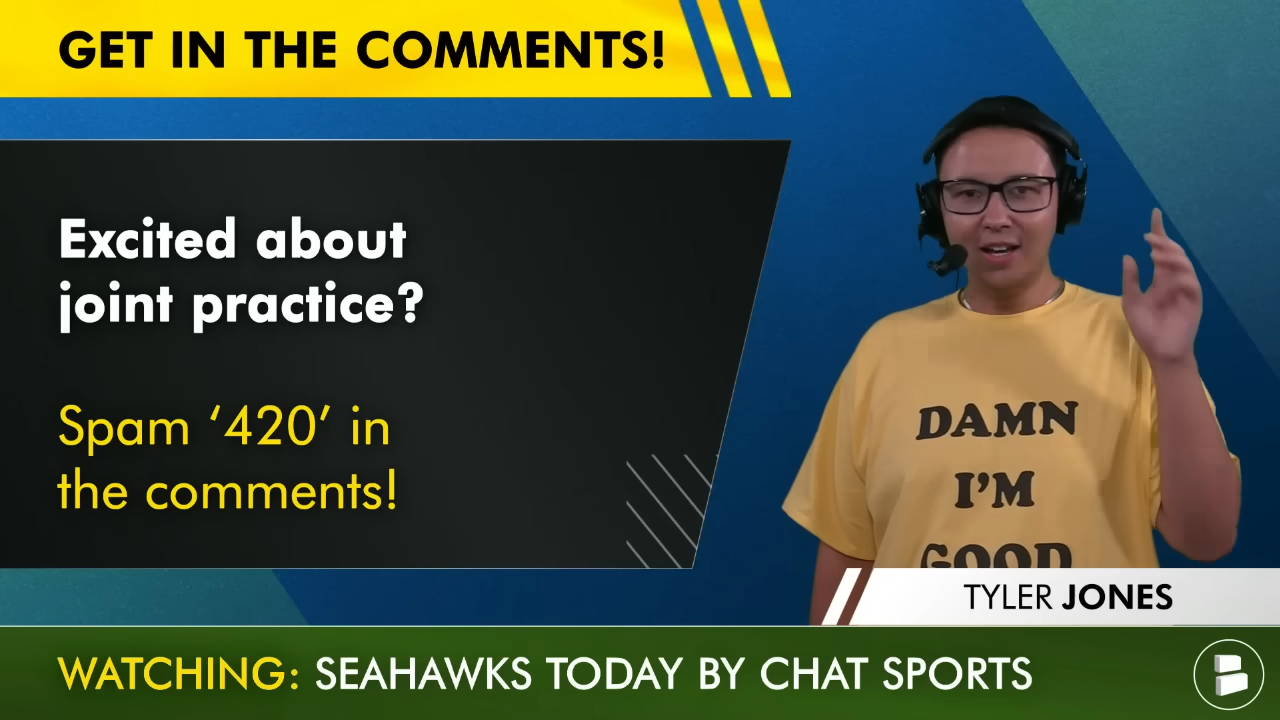 GET IN THE COMMENTS!
Excited about
joint practice?
Spam ‘420’ in
the comments!
DAMN
I’M
GOOD
TYLER JONES
WATCHING: SEAHAWKS TODAY BY CHAT SPORTS